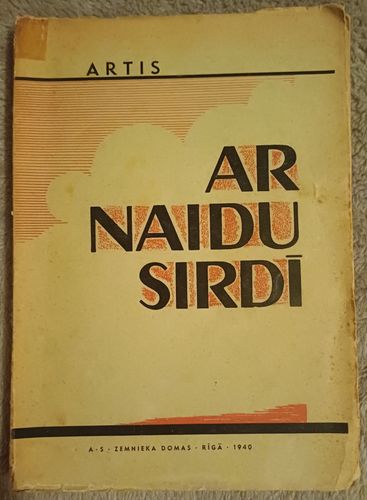 ARTIS
AR
NAIDU
SIRDĪ
A·S · ZEMNIEKA DOMAS · RĪGĀ · 1940